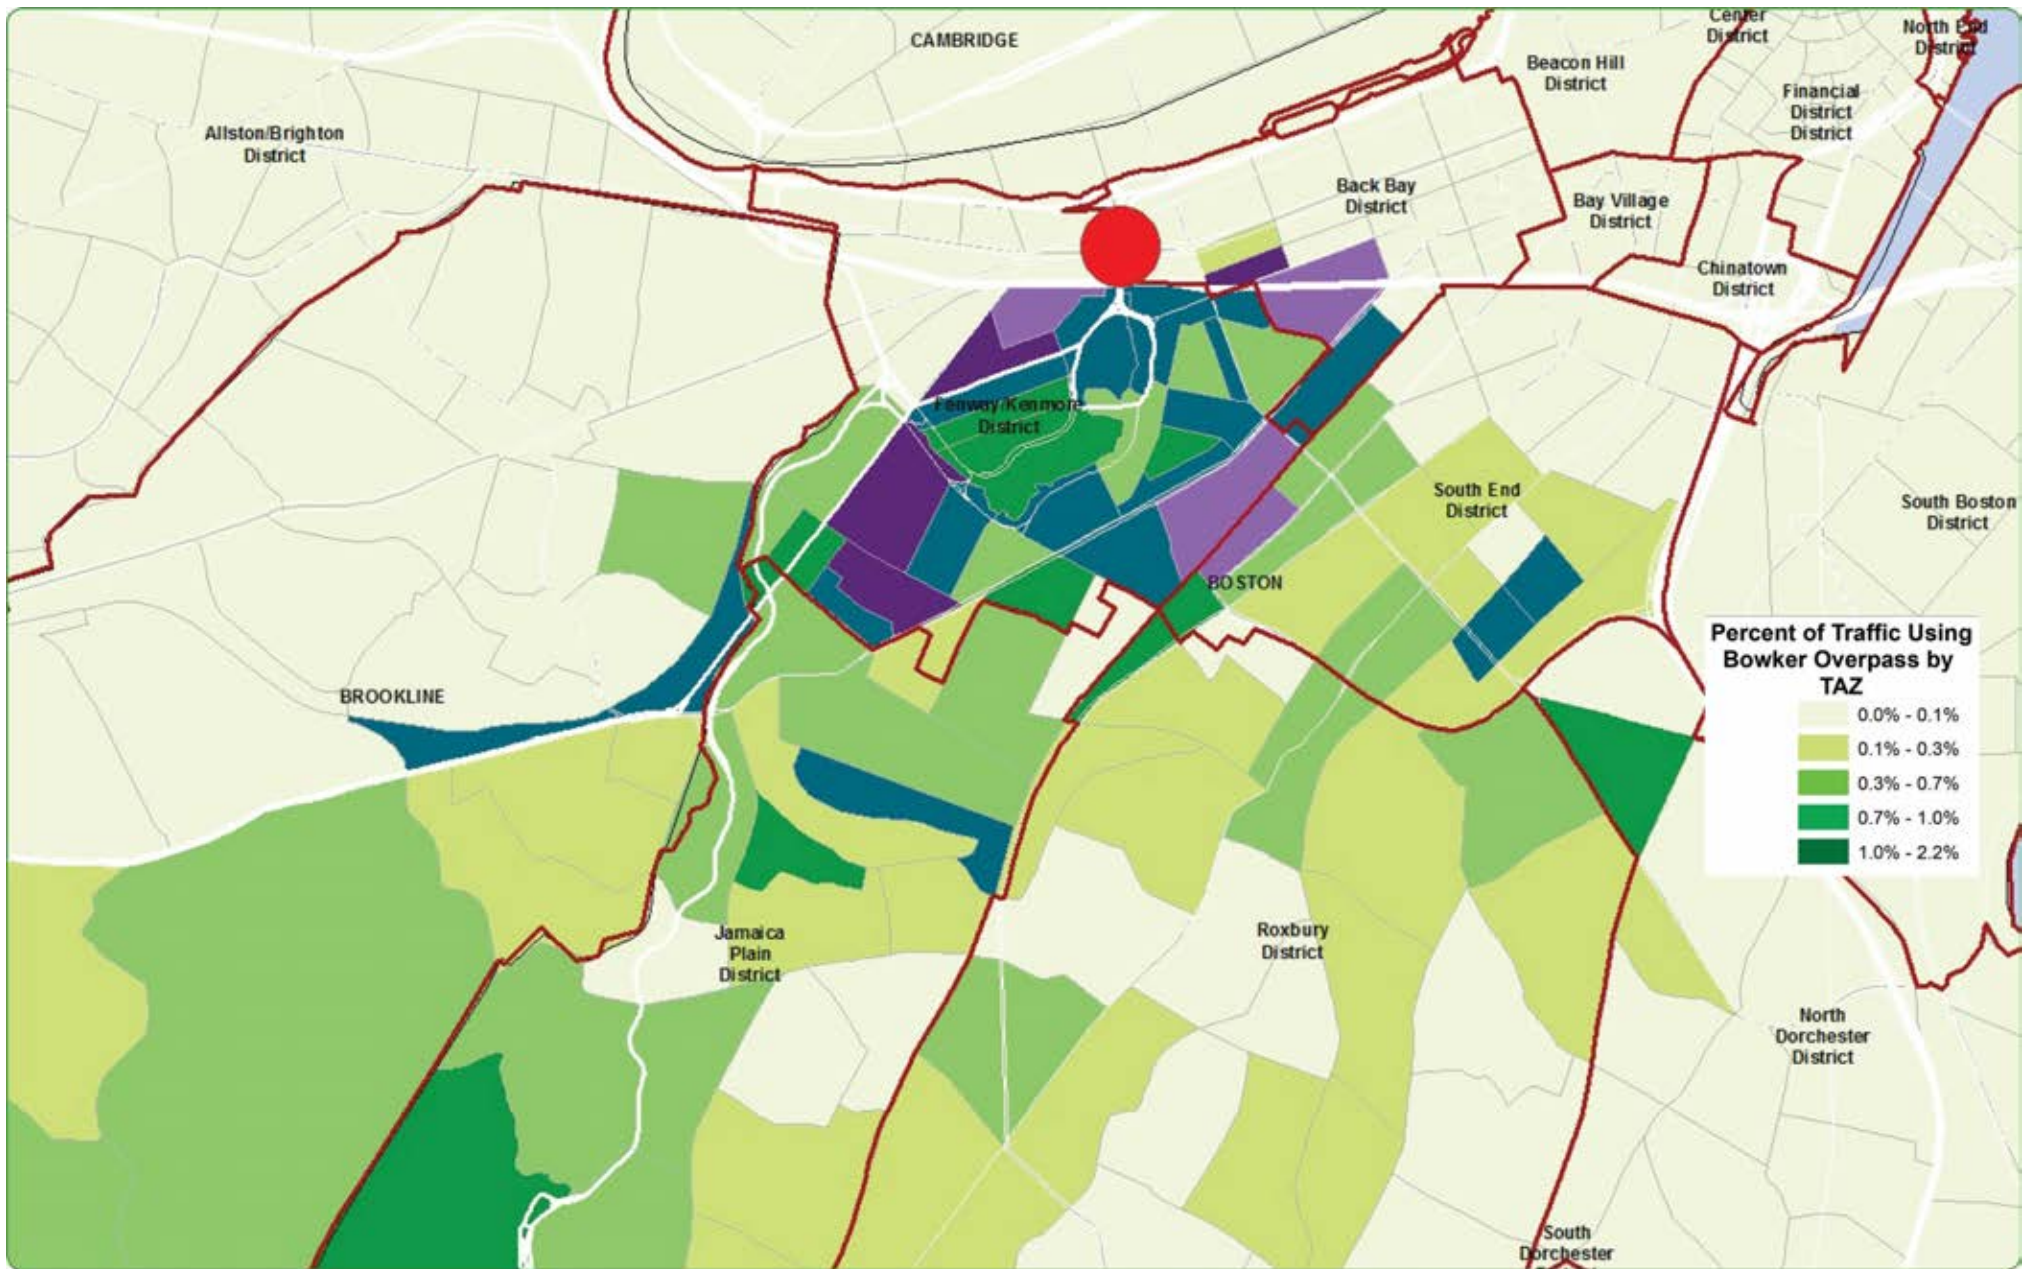 CAMBRIDGE
Center
District
North End
District
Beacon Hill
District
Financial
District
District
Allston/Brighton
District
Back Bay
District
Bay Village
District
Chinatown
District
Fenway/Kenmore
District
South End
District
South Boston
District
BOSTON
BROOKLINE
Percent of Traffic Using
Bowker Overpass by
TAZ
0.0% - 0.1%
0.1% - 0.3%
0.3% - 0.7%
0.7% - 1.0%
1.0% - 2.2%
Jamaica
Plain
District
Roxbury
District
North
Dorchester
District
South
Dorchester